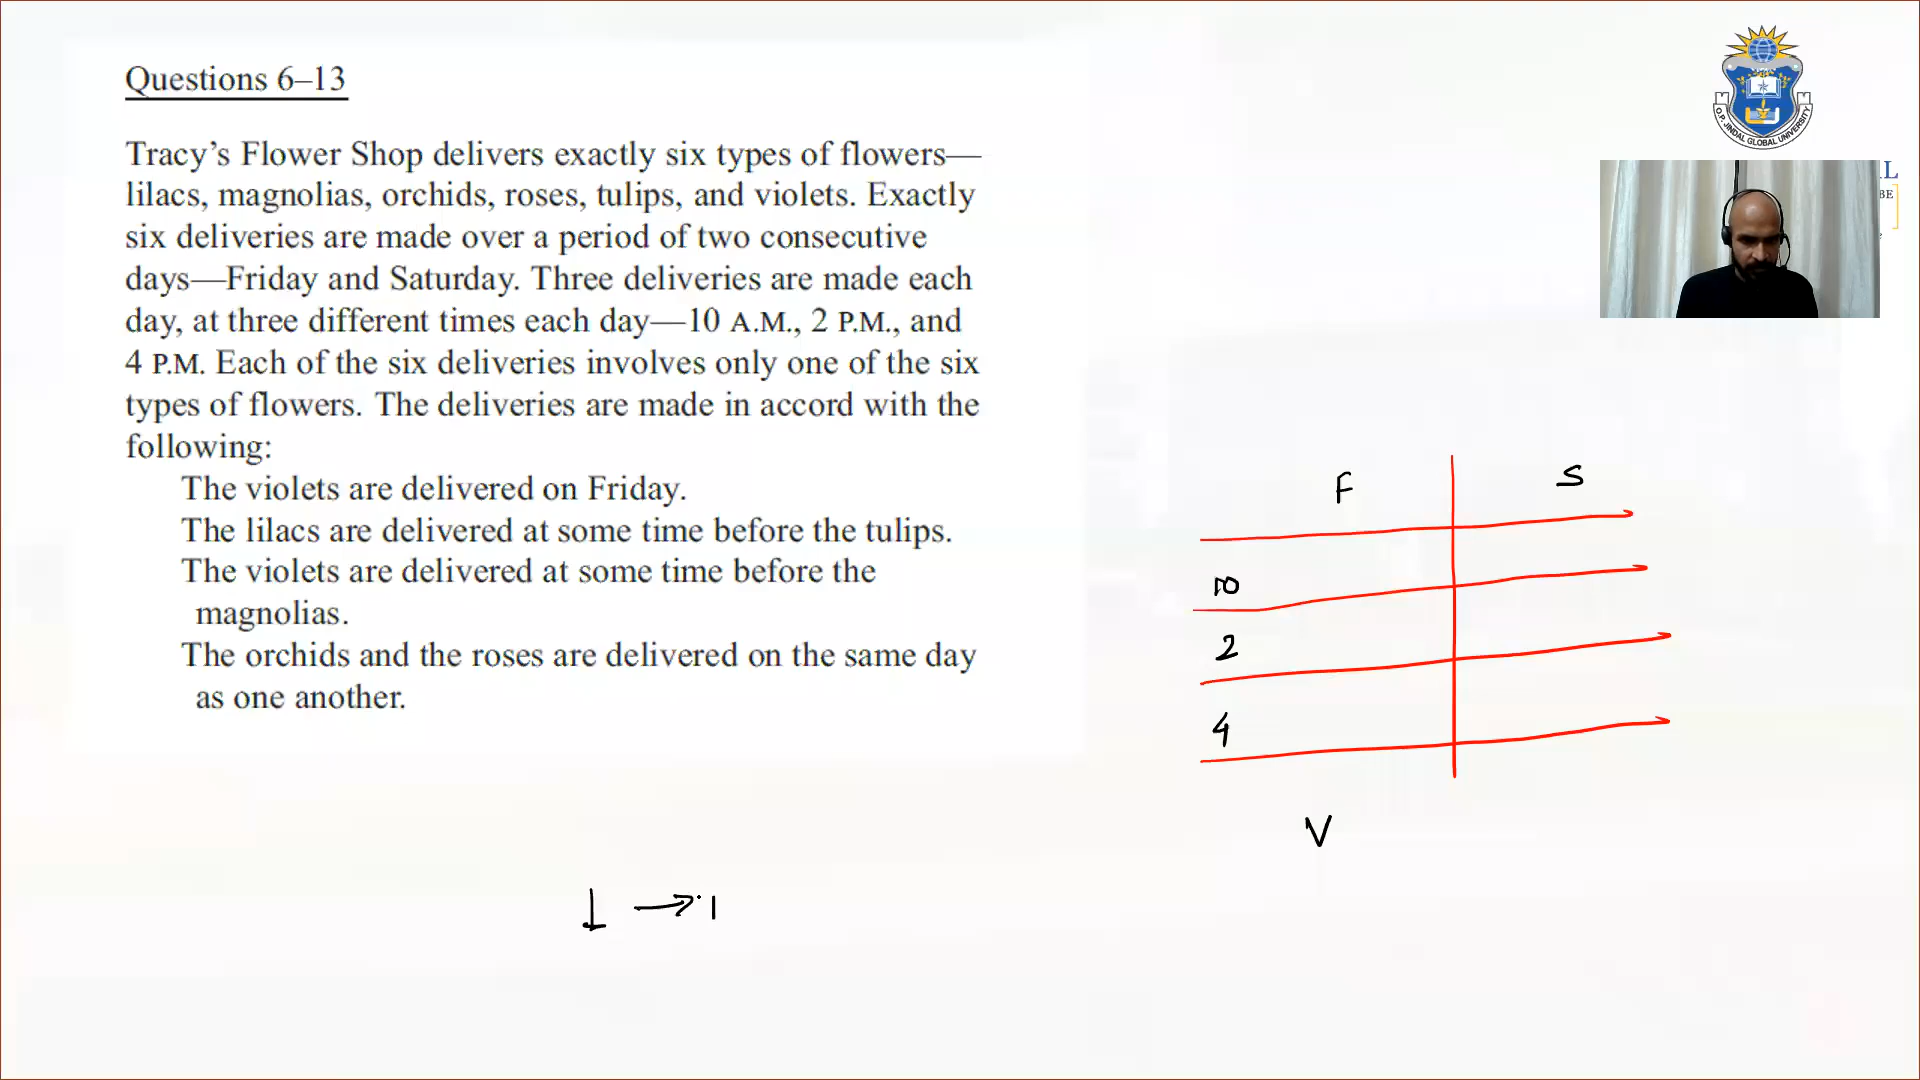 Questions 6–13
Tracy’s Flower Shop delivers exactly six types of flowers—
lilacs, magnolias, orchids, roses, tulips, and violets. Exactly
six deliveries are made over a period of two consecutive
days—Friday and Saturday. Three deliveries are made each
day, at three different times each day—10 A.M., 2 P.M., and
4 P.M. Each of the six deliveries involves only one of the six
types of flowers. The deliveries are made in accord with the
following:
The violets are delivered on Friday.
The lilacs are delivered at some time before the tulips.
The violets are delivered at some time before the
magnolias.
The orchids and the roses are delivered on the same day
as one another.
O.P. JINDAL GLOBAL UNIVERSITY
L
BE
F S
10
2
4
V
L →